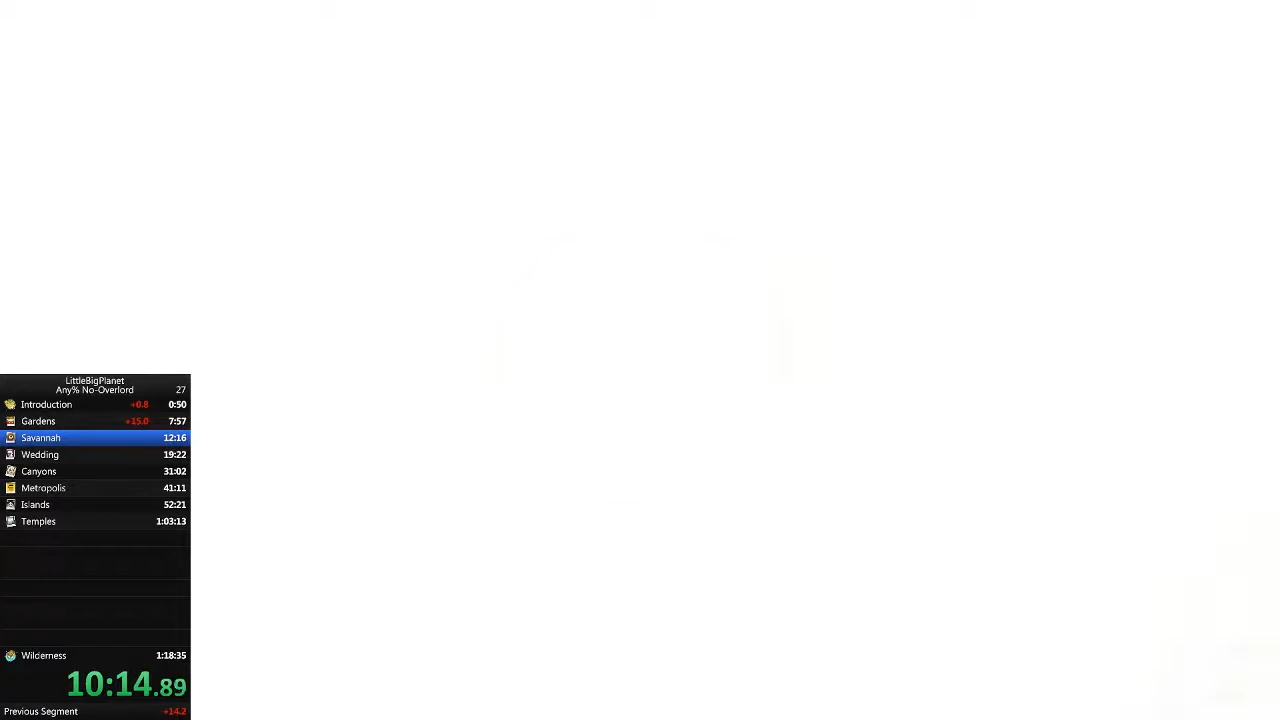 LittleBigPlanet
Any% No-Overlord 27
Introduction +0.8 0:50
Gardens +15.0 7:57
Savannah 12:16
Wedding 19:22
Canyons 31:02
Metropolis 41:11
Islands 52:21
Temples 1:03:13
Wilderness 1:18:35
10:14.89
Previous Segment +14.2